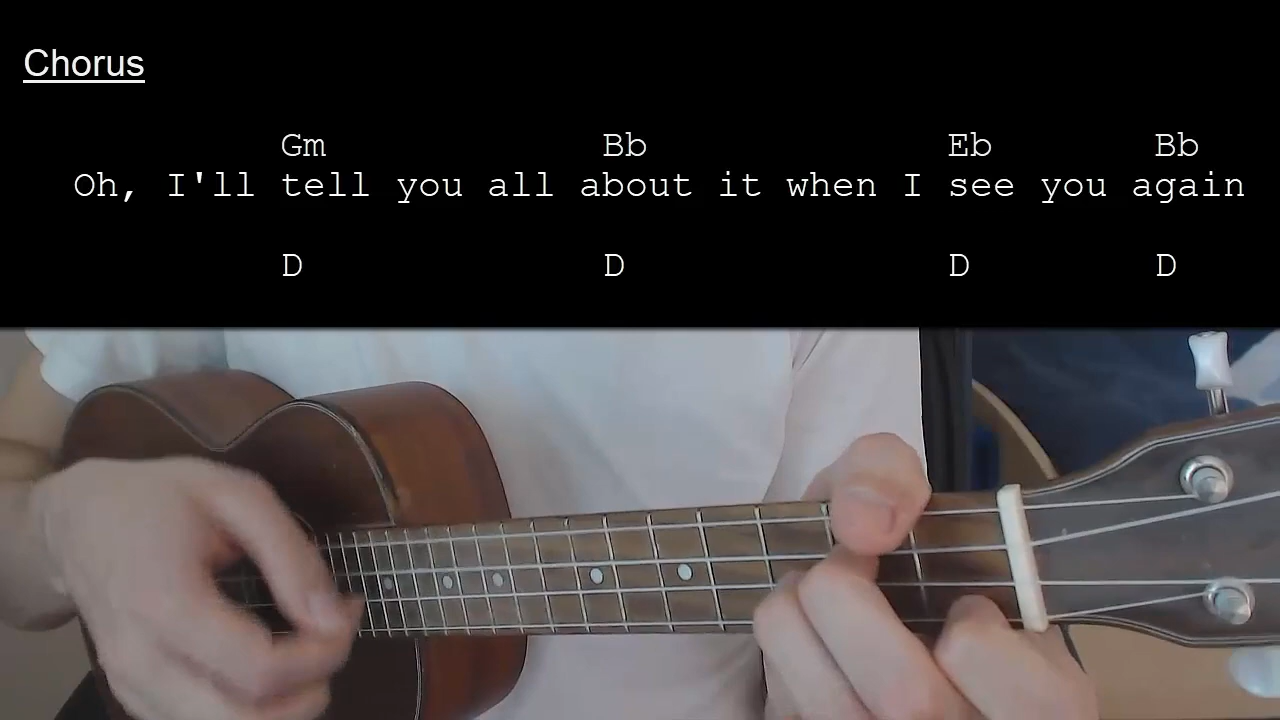 Chorus
Gm Bb Eb Bb
Oh, I'll tell you all about it when I see you again
D D D D